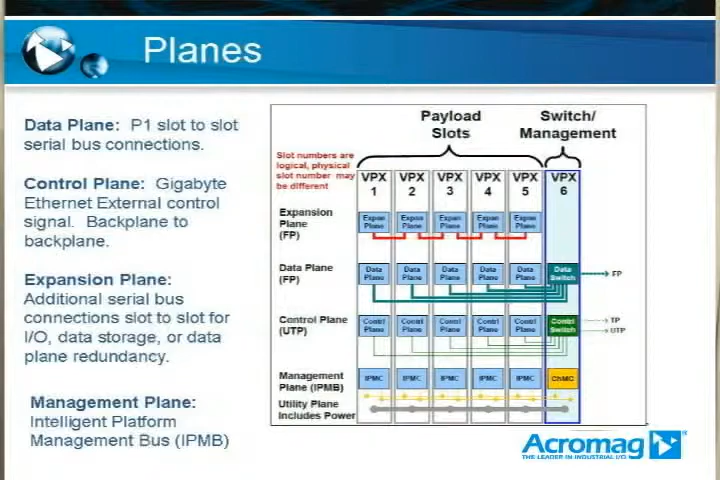 Planes
Data Plane: P1 slot to slot
serial bus connections.
Control Plane: Gigabyte
Ethernet External control
signal. Backplane to
backplane.
Expansion Plane:
Additional serial bus
connections slot to slot for
I/O, data storage, or data
plane redundancy.
Management Plane:
Intelligent Platform
Management Bus (IPMB)
Payload
Slots
Switch/
Management
Slot numbers are
logical, physical
slot number may
be different
VPX
1
VPX
2
VPX
3
VPX
4
VPX
5
VPX
6
Expansion
Plane
(FP)
Expan
Plane
Expan
Plane
Expan
Plane
Expan
Plane
Expan
Plane
Data Plane
(FP)
Data
Plane
Data
Plane
Data
Plane
Data
Plane
Data
Plane
Data
Switch
FP
Control Plane
(UTP)
Contrl
Plane
Contrl
Plane
Contrl
Plane
Contrl
Plane
Contrl
Plane
Contrl
Switch
TP
UTP
Management
Plane (IPMB)
IPMC
IPMC
IPMC
IPMC
IPMC
ChMC
Utility Plane
Includes Power
Acromag
THE LEADER IN INDUSTRIAL I/O